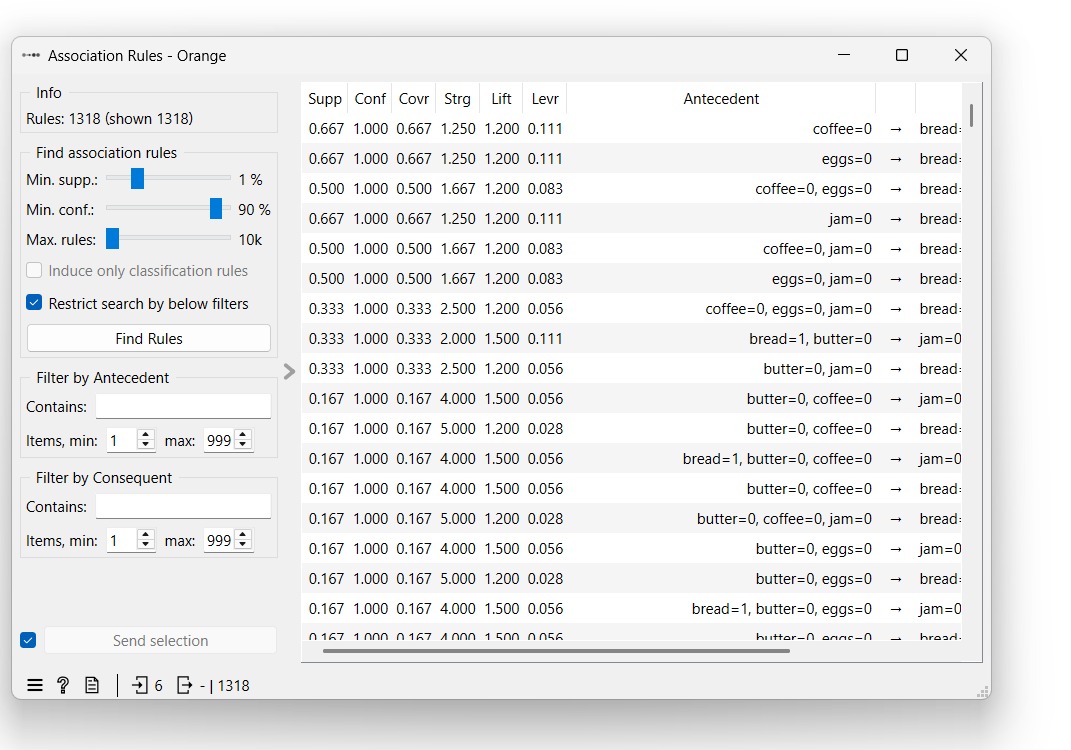 Association Rules - Orange
Info
Rules: 1318 (shown 1318)
Find association rules
Min. supp.: 1 %
Min. conf.: 90 %
Max. rules: 10k
Induce only classification rules
Restrict search by below filters
Find Rules
Filter by Antecedent
Contains:
Items, min: 1 max: 999
Filter by Consequent
Contains:
Items, min: 1 max: 999
Send selection
6 - | 1318
Supp Conf Covr Strg Lift Levr Antecedent
0.667 1.000 0.667 1.250 1.200 0.111 coffee=0 → bread=
0.667 1.000 0.667 1.250 1.200 0.111 eggs=0 → bread=
0.500 1.000 0.500 1.667 1.200 0.083 coffee=0, eggs=0 → bread=
0.667 1.000 0.667 1.250 1.200 0.111 jam=0 → bread=
0.500 1.000 0.500 1.667 1.200 0.083 coffee=0, jam=0 → bread=
0.500 1.000 0.500 1.667 1.200 0.083 eggs=0, jam=0 → bread=
0.333 1.000 0.333 2.500 1.200 0.056 coffee=0, eggs=0, jam=0 → bread=
0.333 1.000 0.333 2.000 1.500 0.111 bread=1, butter=0 → jam=0
0.333 1.000 0.333 2.500 1.200 0.056 butter=0, jam=0 → bread=
0.167 1.000 0.167 4.000 1.500 0.056 butter=0, coffee=0 → jam=0
0.167 1.000 0.167 5.000 1.200 0.028 butter=0, coffee=0 → bread=
0.167 1.000 0.167 4.000 1.500 0.056 bread=1, butter=0, coffee=0 → jam=0
0.167 1.000 0.167 4.000 1.500 0.056 butter=0, coffee=0 → bread=
0.167 1.000 0.167 5.000 1.200 0.028 butter=0, coffee=0, jam=0 → bread=
0.167 1.000 0.167 4.000 1.500 0.056 butter=0, eggs=0 → jam=0
0.167 1.000 0.167 5.000 1.200 0.028 butter=0, eggs=0 → bread=
0.167 1.000 0.167 4.000 1.500 0.056 bread=1, butter=0, eggs=0 → jam=0
0.167 1.000 0.167 4.000 1.500 0.056 butter=0, eggs=0 → bread=